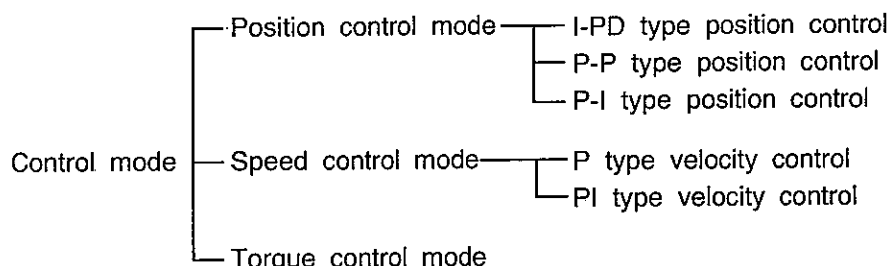 Position control mode I-PD type position control
P-P type position control
P-I type position control
Control mode Speed control mode P type velocity control
PI type velocity control
Torque control mode